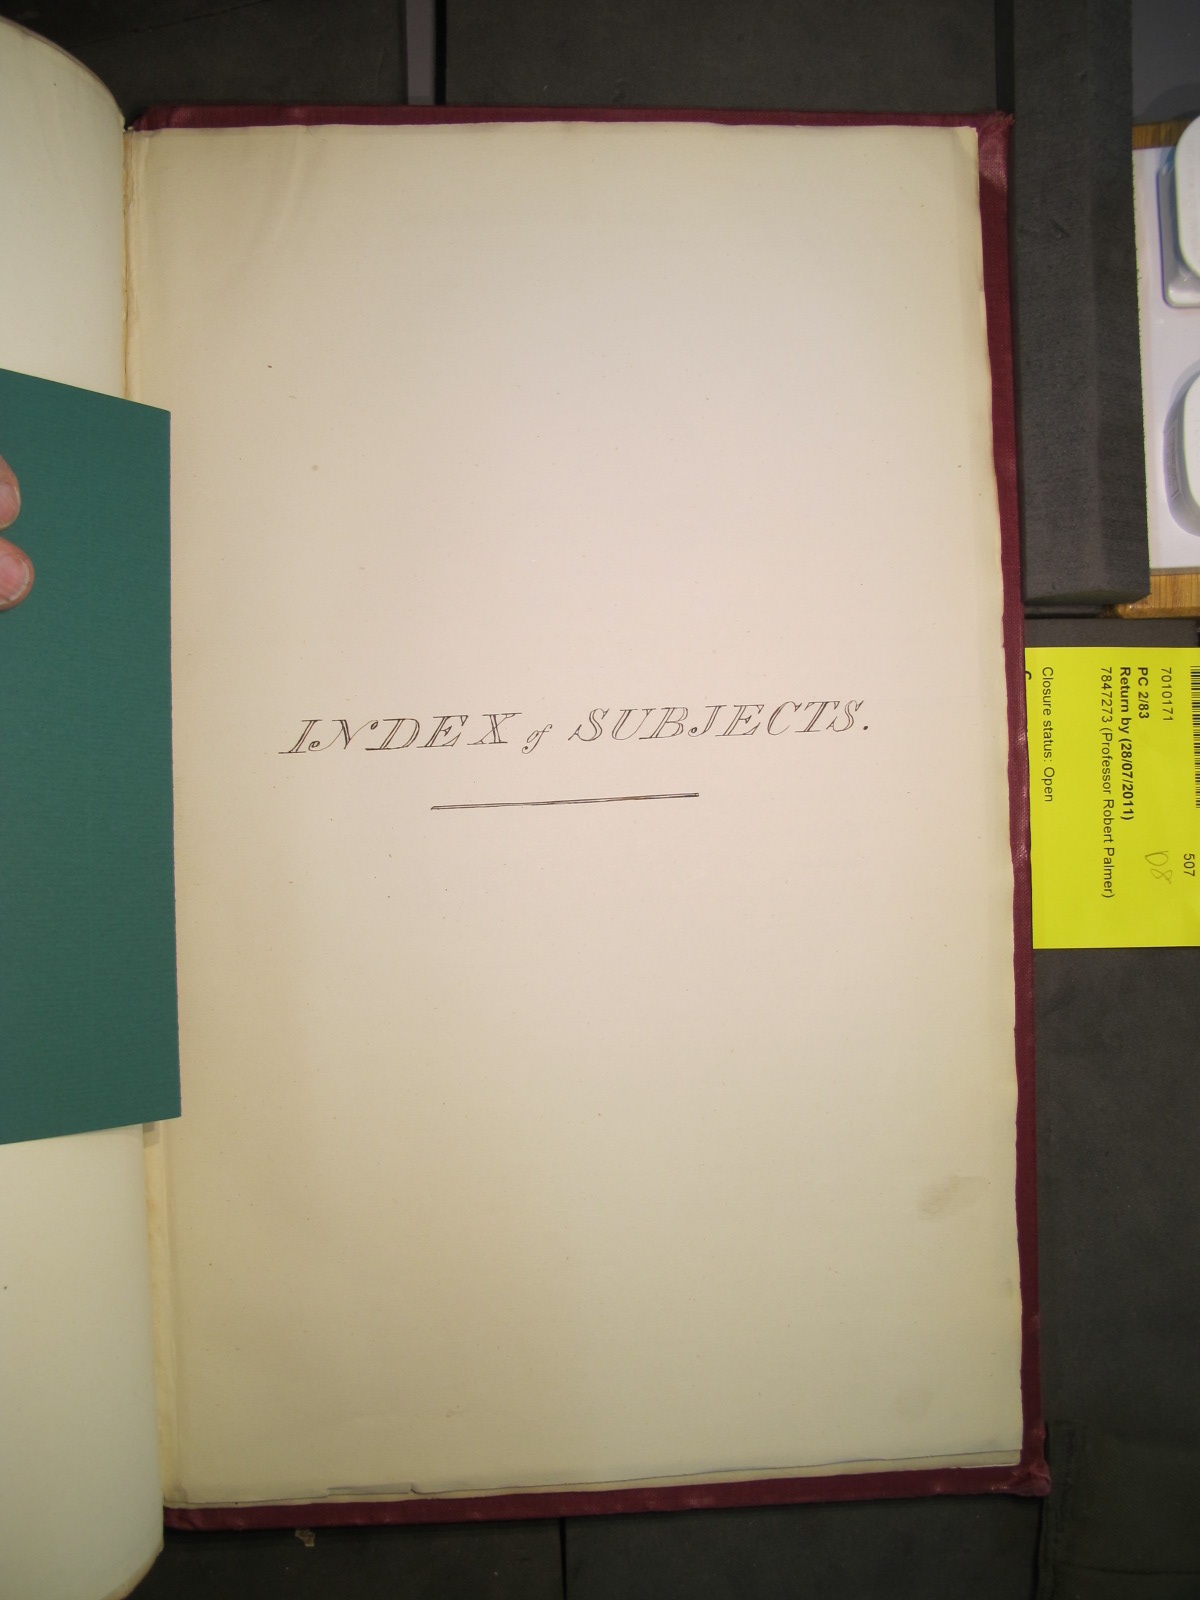 INDEX of SUBJECTS.
507
7010171
D8
PC 2/83
Return by (28/07/2011)
7847273 (Professor Robert Palmer)
Closure status: Open